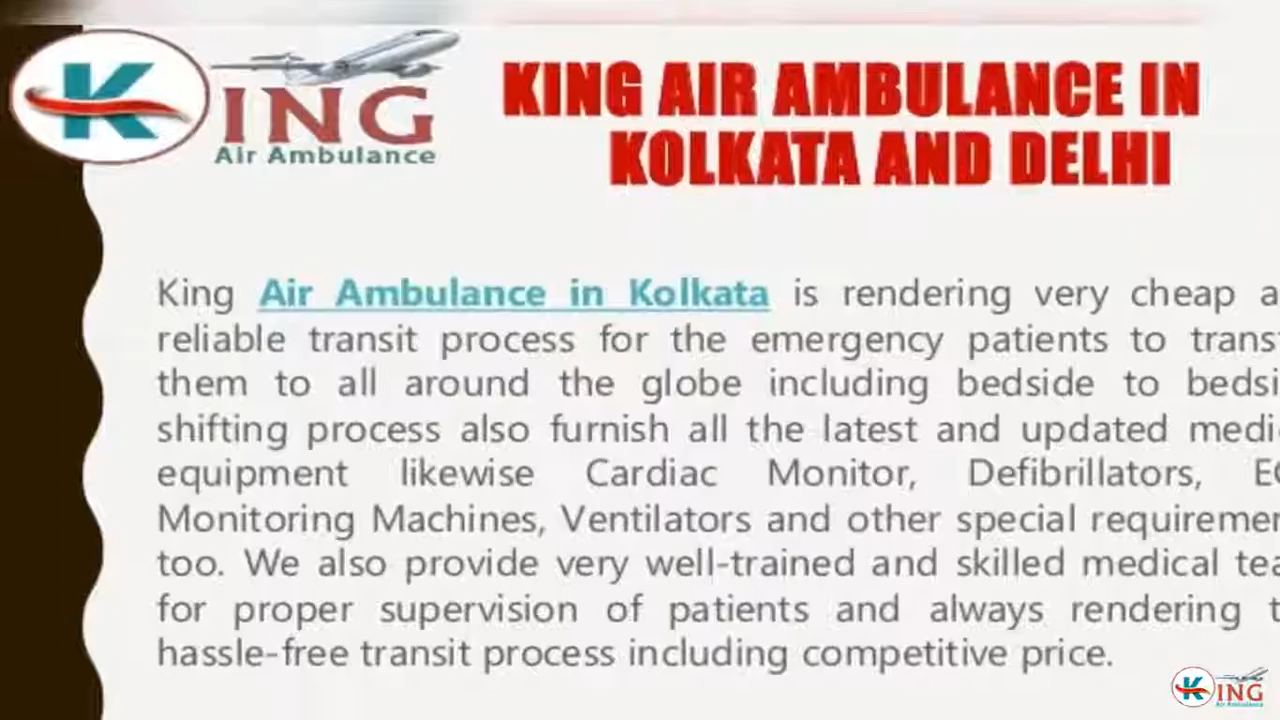 KING
Air Ambulance
KING AIR AMBULANCE IN
KOLKATA AND DELHI
King Air Ambulance in Kolkata is rendering very cheap a
reliable transit process for the emergency patients to trans
them to all around the globe including bedside to bedsi
shifting process also furnish all the latest and updated medi
equipment likewise Cardiac Monitor, Defibrillators, E
Monitoring Machines, Ventilators and other special requiremen
too. We also provide very well-trained and skilled medical tea
for proper supervision of patients and always rendering t
hassle-free transit process including competitive price.
KING
Air Ambulance